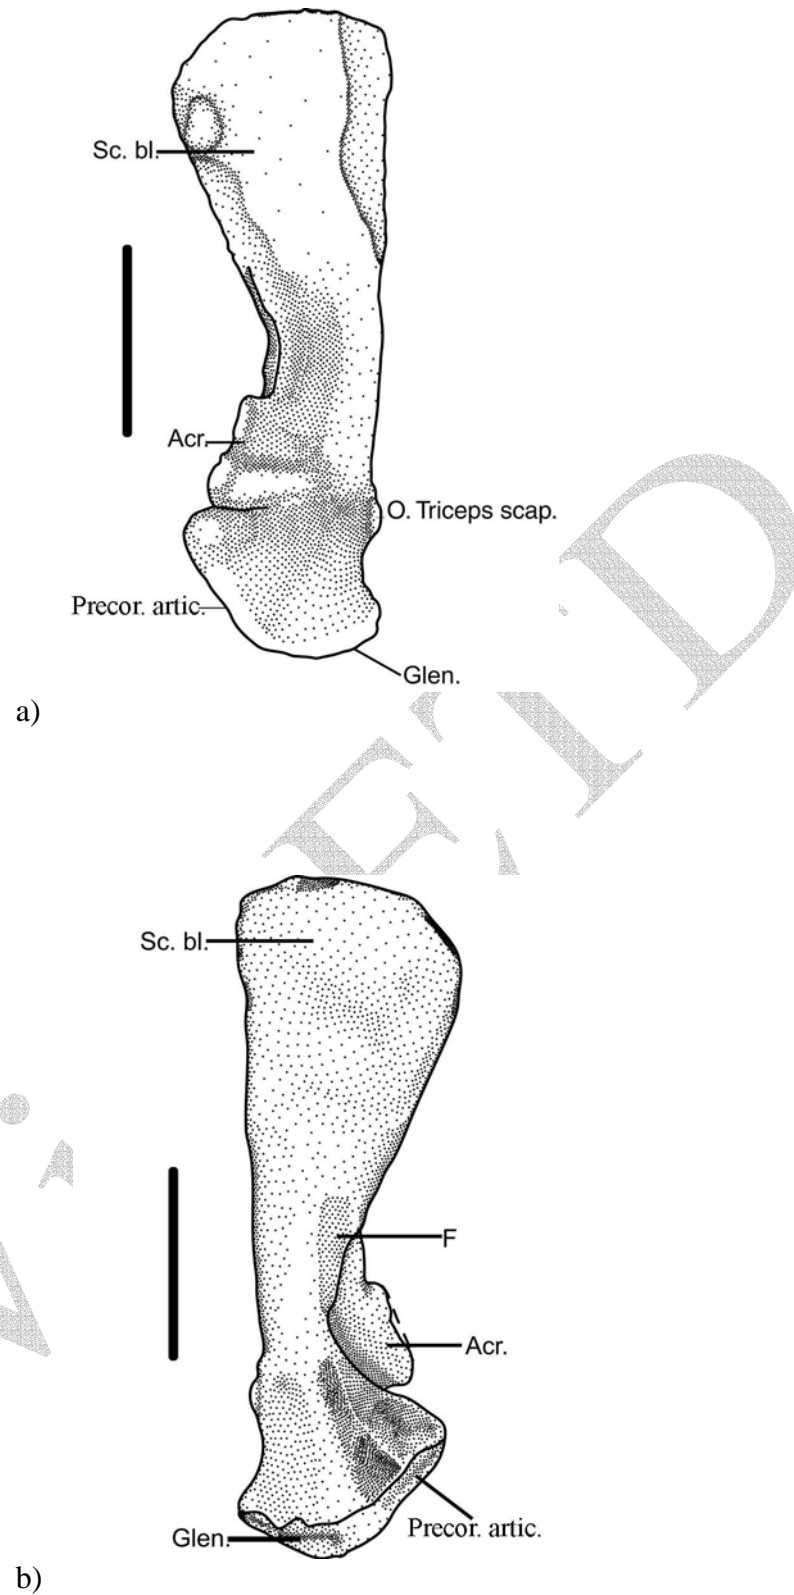 Sc. bl.
Acr.
O. Triceps scap.
Precor. artic.
Glen.
a)
Sc. bl.
F
Acr.
Precor. artic.
Glen.
b)